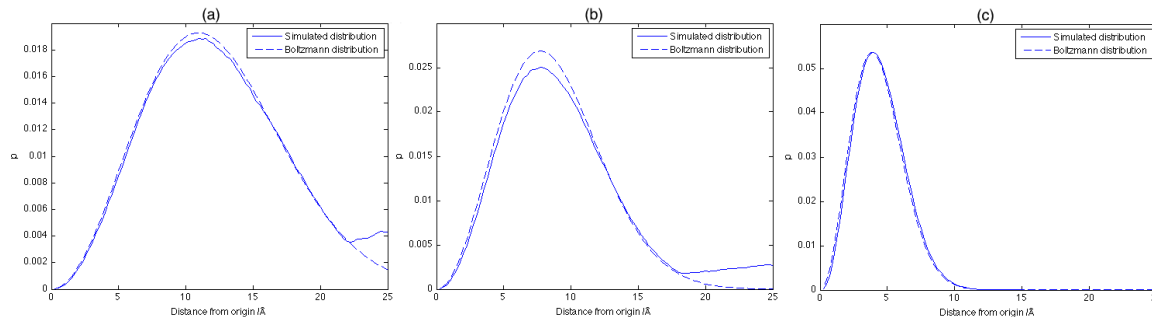 (a)
Simulated distribution
Boltzmann distribution
0.018
0.016
0.014
0.012
0.01
0.008
0.006
0.004
0.002
0
p
0 5 10 15 20 25
Distance from origin /Å
(b)
Simulated distribution
Boltzmann distribution
0.025
0.02
0.015
0.01
0.005
0
p
0 5 10 15 20 25
Distance from origin /Å
(c)
Simulated distribution
Boltzmann distribution
0.05
0.04
0.03
0.02
0.01
0
p
0 5 10 15 20 25
Distance from origin /Å